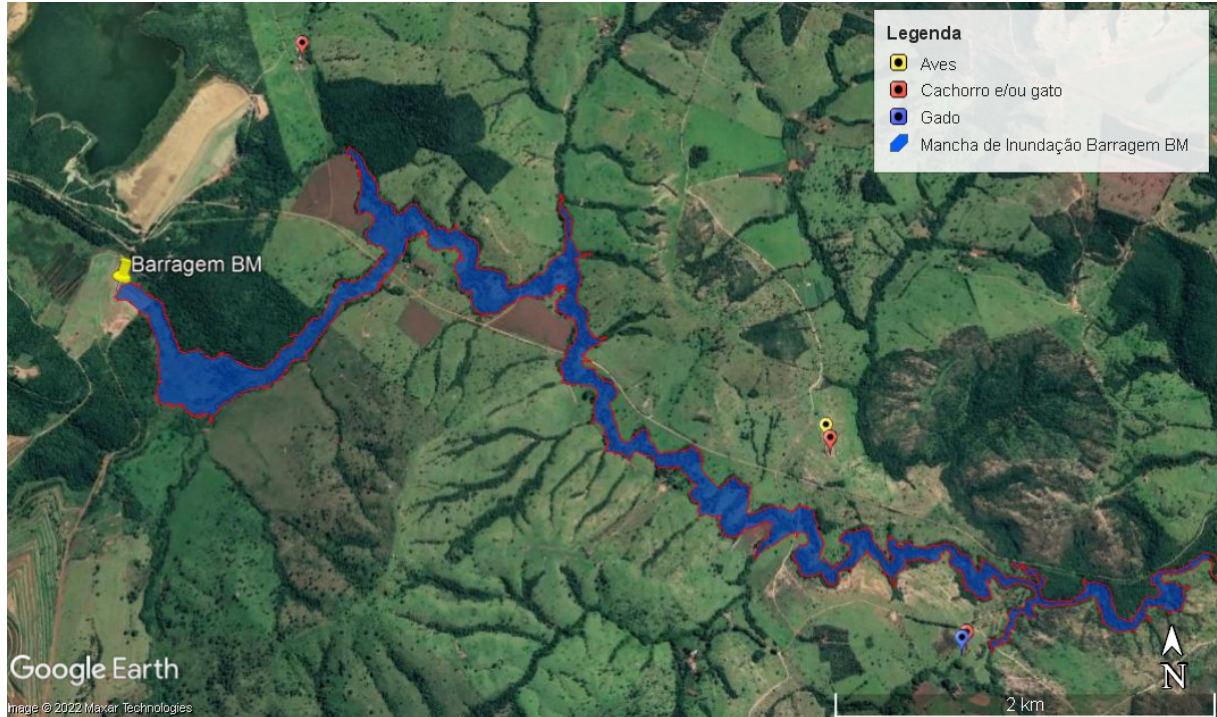 Legenda
Aves
Cachorro e/ou gato
Gado
Mancha de Inundação Barragem BM
Barragem BM
Google Earth
Image © 2022 Maxar Technologies
2 km
N